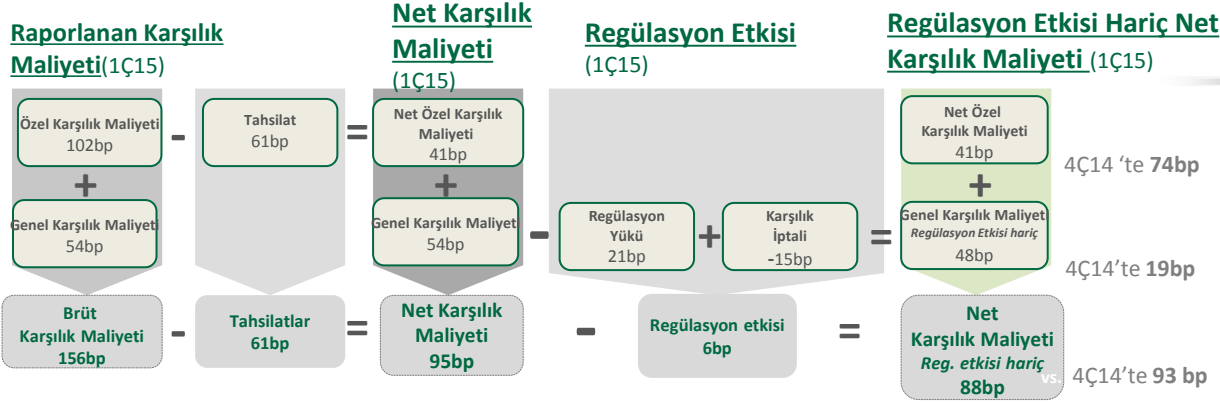 Raporlanan Karşılık
Maliyeti(1Ç15)
Net Karşılık
Maliyeti
(1Ç15)
Regülasyon Etkisi
(1Ç15)
Regülasyon Etkisi Hariç Net
Karşılık Maliyeti (1Ç15)
Özel Karşılık Maliyeti
102bp
-
Tahsilat
61bp
=
Net Özel Karşılık
Maliyeti
41bp
Net Özel
Karşılık Maliyeti
41bp
4Ç14 ‘te 74bp
+
+
+
Genel Karşılık Maliyeti
54bp
Genel Karşılık Maliyeti
54bp
-
Regülasyon
Yükü
21bp
+
Karşılık
İptali
-15bp
=
Genel Karşılık Maliyeti
Regülasyon Etkisi hariç
48bp
4Ç14’te 19bp
Brüt
Karşılık Maliyeti
156bp
-
Tahsilatlar
61bp
=
Net Karşılık
Maliyeti
95bp
-
Regülasyon etkisi
6bp
=
Net
Karşılık Maliyeti
Reg. etkisi hariç
88bp
vs. 4Ç14’te 93 bp